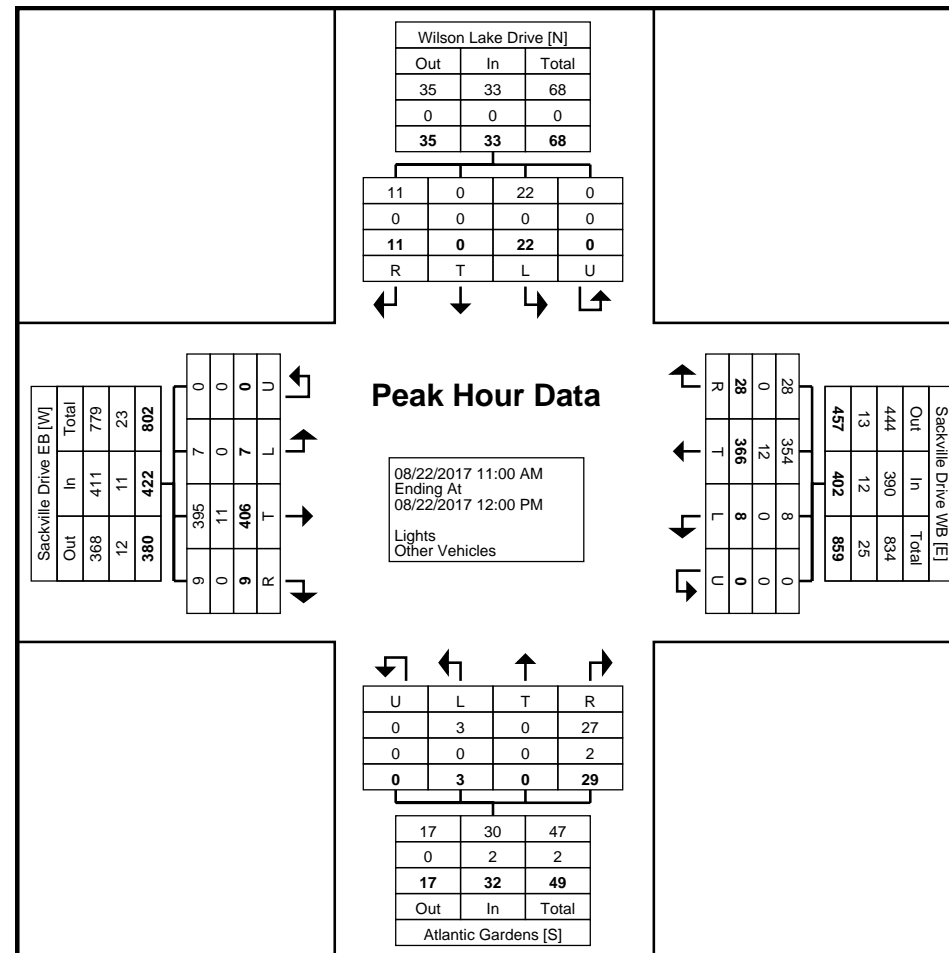 Wilson Lake Drive [N]
Out In Total
35 33 68
0 0 0
35 33 68
11 0 22 0
0 0 0 0
11 0 22 0
R T L U
Sackville Drive EB [W]
Total In Out
779 411 368
23 11 12
802 422 380
0 7 395 9
0 0 11 0
0 7 406 9
U L T R
Peak Hour Data
08/22/2017 11:00 AM
Ending At
08/22/2017 12:00 PM
Lights
Other Vehicles
Sackville Drive WB [E]
Out In Total
444 390 834
13 12 25
457 402 859
28 354 8 0
0 12 0 0
28 366 8 0
R T L U
U L T R
0 3 0 27
0 0 0 2
0 3 0 29
17 30 47
0 2 2
17 32 49
Out In Total
Atlantic Gardens [S]